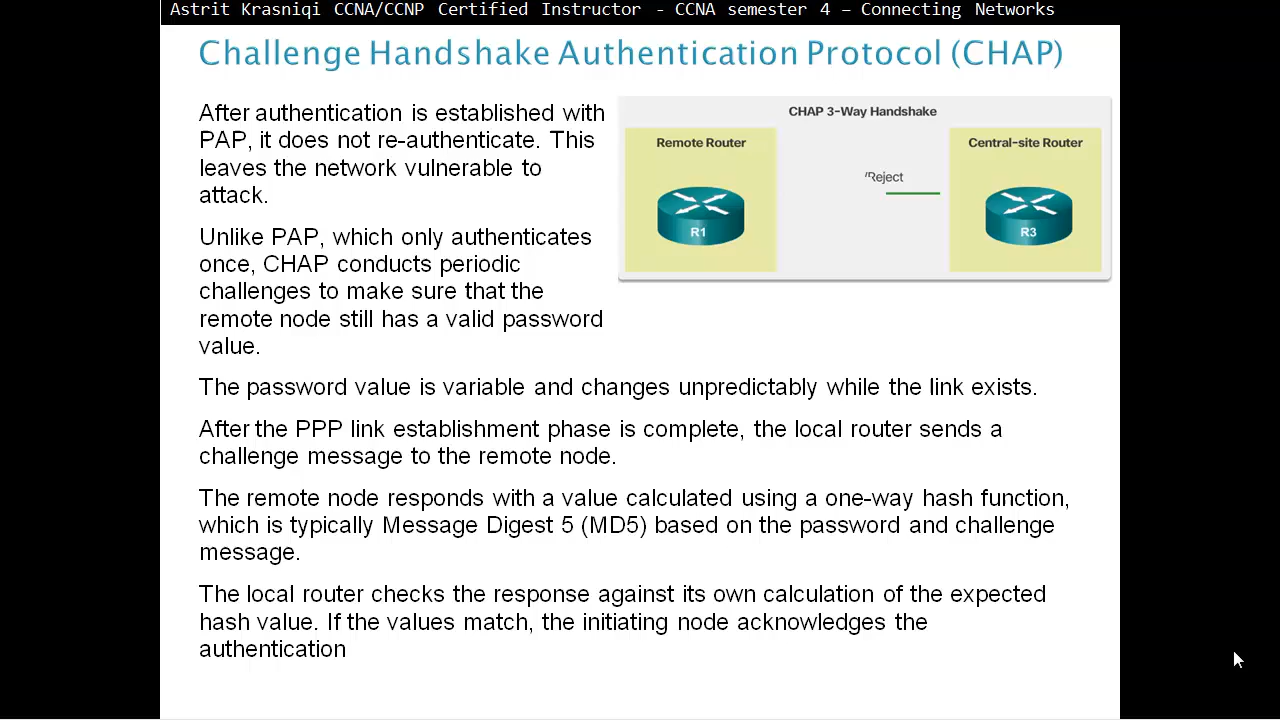 Astrit Krasniqi CCNA/CCNP Certified Instructor - CCNA semester 4 – Connecting Networks
Challenge Handshake Authentication Protocol (CHAP)
After authentication is established with
PAP, it does not re-authenticate. This
leaves the network vulnerable to
attack.
Unlike PAP, which only authenticates
once, CHAP conducts periodic
challenges to make sure that the
remote node still has a valid password
value.
CHAP 3-Way Handshake
Remote Router
Central-site Router
/Reject
R1
R3
The password value is variable and changes unpredictably while the link exists.
After the PPP link establishment phase is complete, the local router sends a
challenge message to the remote node.
The remote node responds with a value calculated using a one-way hash function,
which is typically Message Digest 5 (MD5) based on the password and challenge
message.
The local router checks the response against its own calculation of the expected
hash value. If the values match, the initiating node acknowledges the
authentication